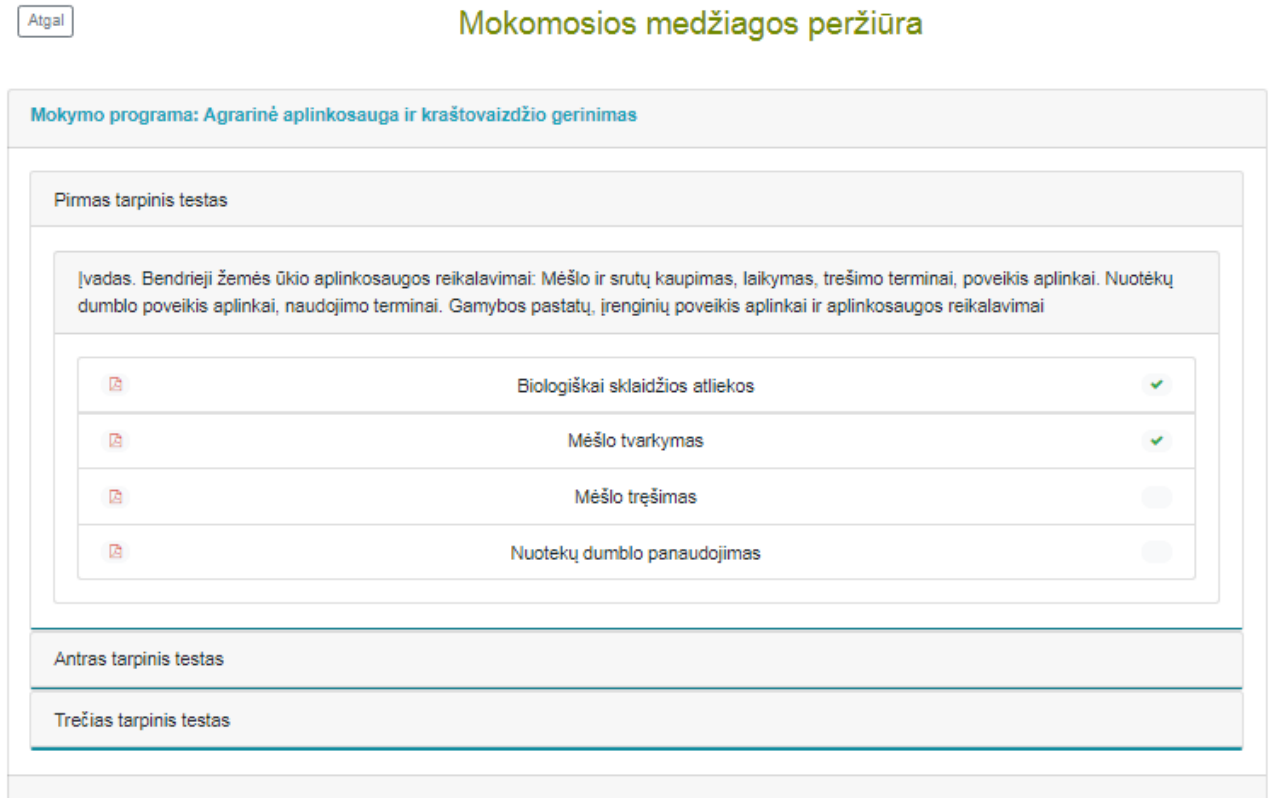 Atgal
Mokomosios medžiagos peržiūra
Mokymo programa: Agrarinė aplinkosauga ir kraštovaizdžio gerinimas
Pirmas tarpinis testas
Įvadas. Bendrieji žemės ūkio aplinkosaugos reikalavimai: Mėšlo ir srutų kaupimas, laikymas, trešimo terminai, poveikis aplinkai. Nuotėkų
dumblo poveikis aplinkai, naudojimo terminai. Gamybos pastatų, įrenginių poveikis aplinkai ir aplinkosaugos reikalavimai
Biologiškai sklaidžios atliekos
Mėšlo tvarkymas
Mėšlo tręšimas
Nuotekų dumblo panaudojimas
Antras tarpinis testas
Trečias tarpinis testas